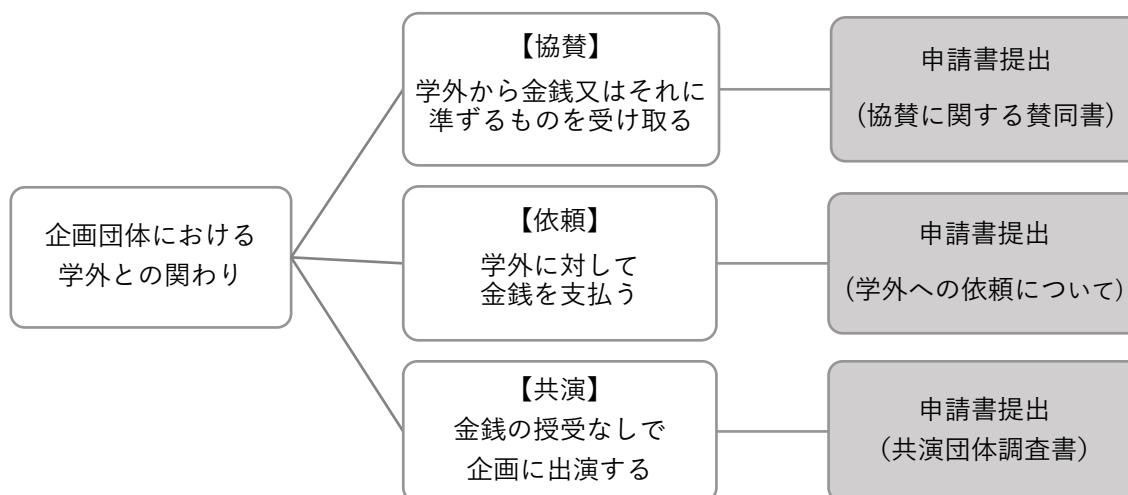 企画団体における
学外との関わり
【協賛】
学外から金銭又はそれに
準ずるものを受け取る
申請書提出
(協賛に関する賛同書)
【依頼】
学外に対して
金銭を支払う
申請書提出
(学外への依頼について)
【共演】
金銭の授受なしで
企画に出演する
申請書提出
(共演団体調査書)